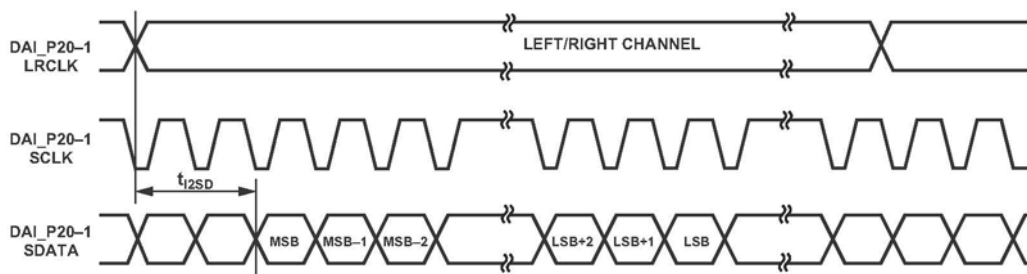 DAI_P20–1
LRCLK
LEFT/RIGHT CHANNEL
DAI_P20–1
SCLK
tI2SD
DAI_P20–1
SDATA
MSB
MSB–1
MSB–2
LSB+2
LSB+1
LSB